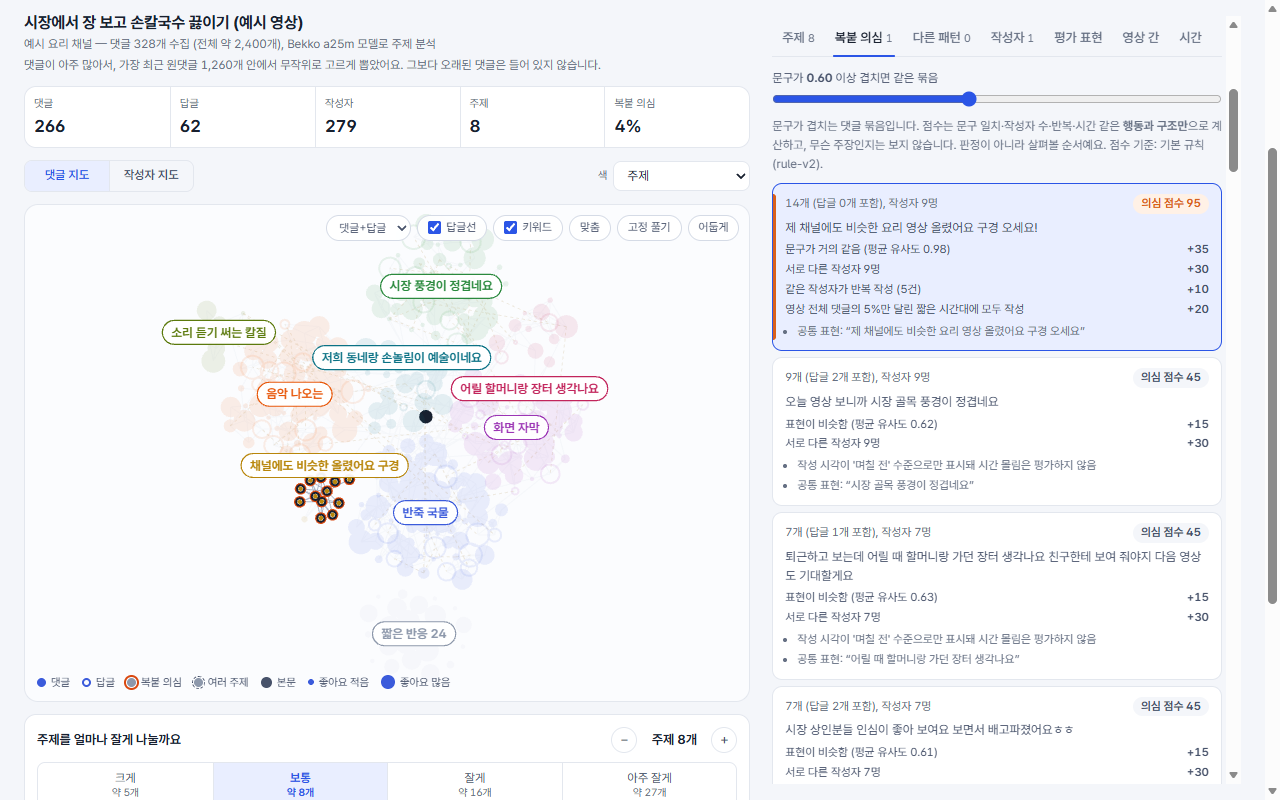 시장에서 장 보고 손칼국수 끓이기 (예시 영상)
예시 요리 채널 — 댓글 328개 수집 (전체 약 2,400개), Bekko a25m 모델로 주제 분석
댓글이 아주 많아서, 가장 최근 원댓글 1,260개 안에서 무작위로 고르게 뽑았어요. 그보다 오래된 댓글은 들어 있지 않습니다.
댓글 답글 작성자 주제 복붙 의심
266 62 279 8 4%
댓글 지도 작성자 지도 색 주제
댓글+답글 답글선 키워드 맞춤 고정 풀기 어둡게
시장 풍경이 정겹네요
소리 듣기 써는 칼질
저희 동네랑 손놀림이 예술이네요
음악 나오는
어릴 할머니랑 장터 생각나요
화면 자막
채널에도 비슷한 올렸어요 구경
반죽 국물
짧은 반응 24
댓글 답글 복붙 의심 여러 주제 본문 좋아요 적음 좋아요 많음
주제를 얼마나 잘게 나눌까요 − 주제 8개 +
크게 보통 잘게 아주 잘게
약 5개 약 8개 약 16개 약 27개
주제 8 복붙 의심 1 다른 패턴 0 작성자 1 평가 표현 영상 간 시간
문구가 0.60 이상 겹치면 같은 묶음
문구가 겹치는 댓글 묶음입니다. 점수는 문구 일치·작성자 수·반복·시간 같은 행동과 구조만으로 계
산하고, 무슨 주장인지는 보지 않습니다. 판정이 아니라 살펴볼 순서예요. 점수 기준: 기본 규칙
(rule-v2).
14개 (답글 0개 포함), 작성자 9명 의심 점수 95
제 채널에도 비슷한 요리 영상 올렸어요 구경 오세요!
문구가 거의 같음 (평균 유사도 0.98) +35
서로 다른 작성자 9명 +30
같은 작성자가 반복 작성 (5건) +10
영상 전체 댓글의 5%만 달린 짧은 시간대에 모두 작성 +20
공통 표현: “제 채널에도 비슷한 요리 영상 올렸어요 구경 오세요”
9개 (답글 2개 포함), 작성자 9명 의심 점수 45
오늘 영상 보니까 시장 골목 풍경이 정겹네요
표현이 비슷함 (평균 유사도 0.62) +15
서로 다른 작성자 9명 +30
작성 시각이 '며칠 전' 수준으로만 표시돼 시간 몰림은 평가하지 않음
공통 표현: “시장 골목 풍경이 정겹네요”
7개 (답글 1개 포함), 작성자 7명 의심 점수 45
퇴근하고 보는데 어릴 때 할머니랑 가던 장터 생각나요 친구한테 보여 줘야지 다음 영상
도 기대할게요
표현이 비슷함 (평균 유사도 0.63) +15
서로 다른 작성자 7명 +30
작성 시각이 '며칠 전' 수준으로만 표시돼 시간 몰림은 평가하지 않음
공통 표현: “어릴 때 할머니랑 가던 장터 생각나요”
7개 (답글 2개 포함), 작성자 7명 의심 점수 45
시장 상인분들 인심이 좋아 보여요 보면서 배고파졌어요ㅎㅎ
표현이 비슷함 (평균 유사도 0.61) +15
서로 다른 작성자 7명 +30